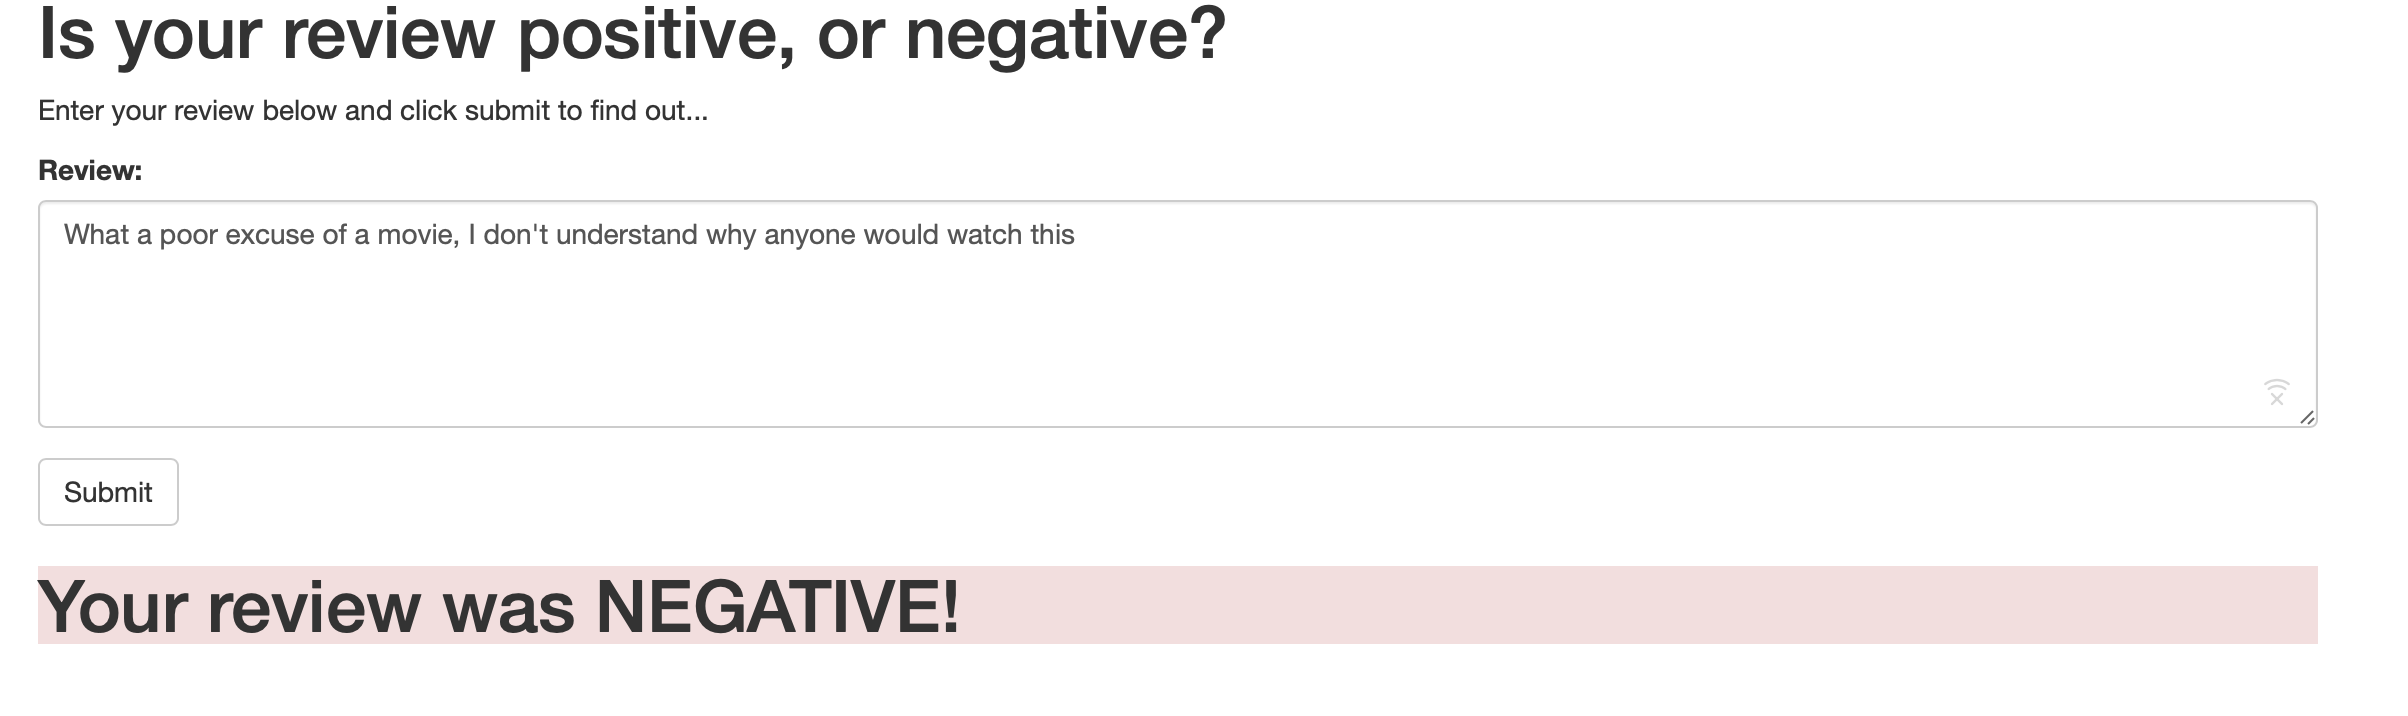 Is your review positive, or negative?
Enter your review below and click submit to find out...
Review:
What a poor excuse of a movie, I don't understand why anyone would watch this
Submit
Your review was NEGATIVE!